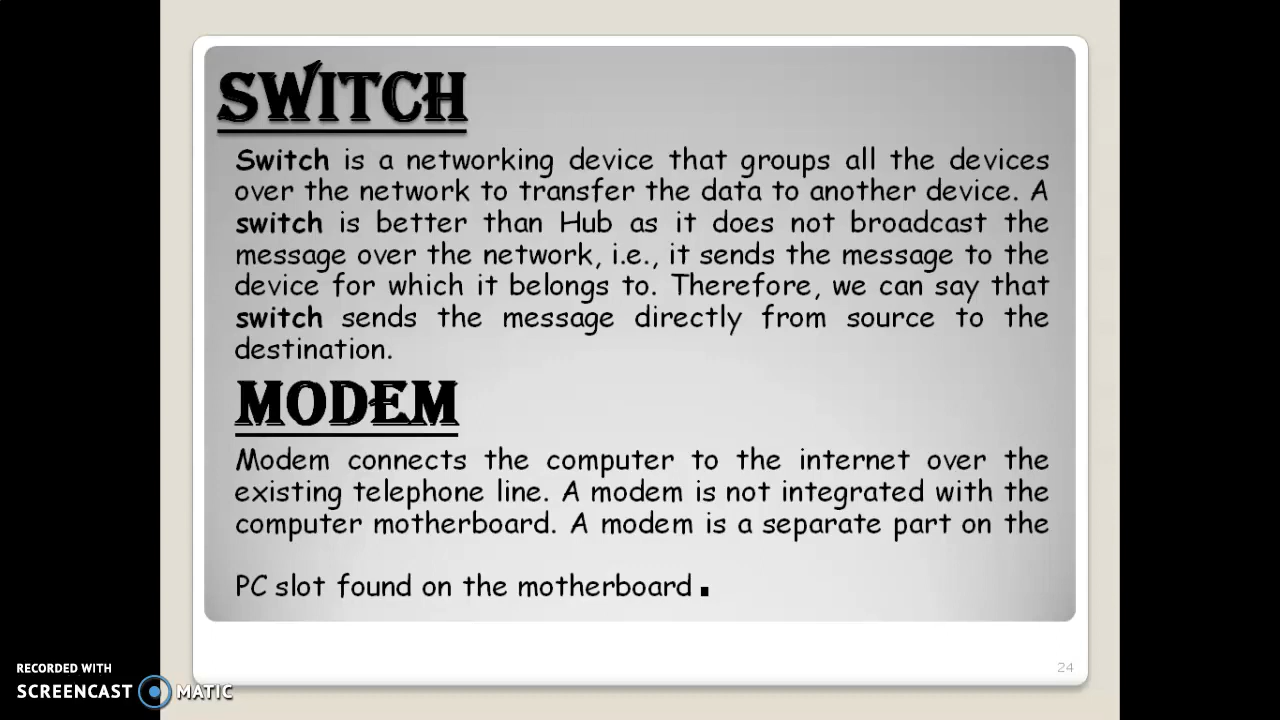 SWITCH
Switch is a networking device that groups all the devices
over the network to transfer the data to another device. A
switch is better than Hub as it does not broadcast the
message over the network, i.e., it sends the message to the
device for which it belongs to. Therefore, we can say that
switch sends the message directly from source to the
destination.
MODEM
Modem connects the computer to the internet over the
existing telephone line. A modem is not integrated with the
computer motherboard. A modem is a separate part on the
PC slot found on the motherboard.
24
RECORDED WITH
SCREENCAST MATIC